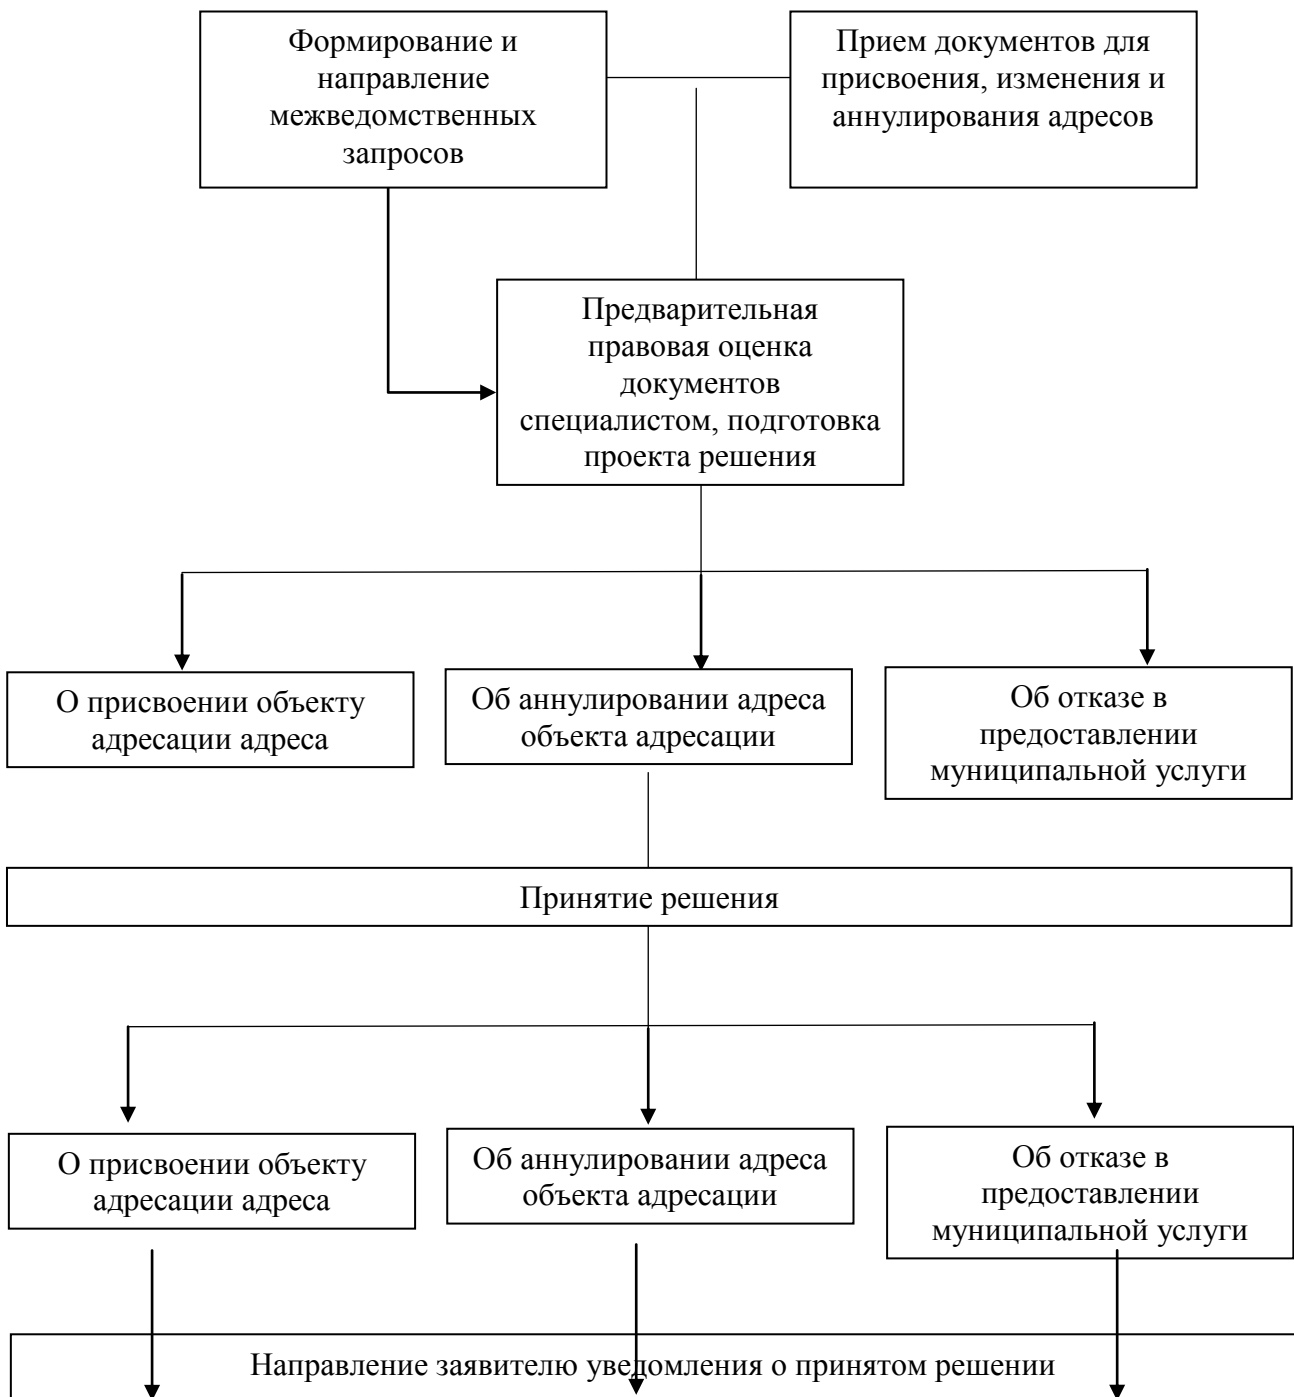 Формирование и
направление
межведомственных
запросов
Прием документов для
присвоения, изменения и
аннулирования адресов
Предварительная
правовая оценка
документов
специалистом, подготовка
проекта решения
О присвоении объекту
адресации адреса
Об аннулировании адреса
объекта адресации
Об отказе в
предоставлении
муниципальной услуги
Принятие решения
О присвоении объекту
адресации адреса
Об аннулировании адреса
объекта адресации
Об отказе в
предоставлении
муниципальной услуги
Направление заявителю уведомления о принятом решении